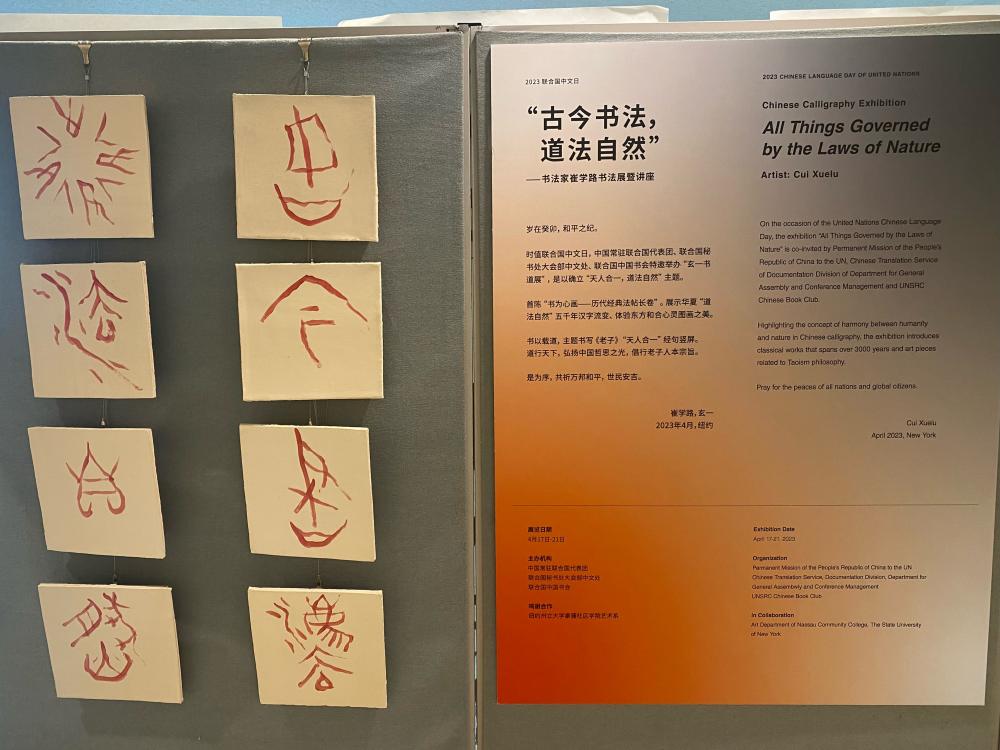 2023 联合国中文日
“古今书法，
道法自然”
——书法家崔学路书法展暨讲座
岁在癸卯，和平之纪。
时值联合国中文日，中国常驻联合国代表团、联合国秘
书处大会部中文处、联合国中国书会特邀举办“玄一书
道展”，是以确立“天人合一，道法自然”主题。
首陈“书为心画——历代经典法帖长卷”。展示华夏“道
法自然”五千年汉字流变、体验东方和合心灵图画之美。
书以载道，主题书写《老子》“天人合一”经句竖屏。
道行天下，弘扬中国哲思之光，倡行老子人本宗旨。
是为序，共祈万邦和平，世民安吉。
崔学路，玄一
2023年4月，纽约
展览日期
4月17日-21日
主办机构
中国常驻联合国代表团
联合国秘书处大会部中文处
联合国中国书会
鸣谢合作
纽约州立大学拿骚社区学院艺术系
2023 CHINESE LANGUAGE DAY OF UNITED NATIONS
Chinese Calligraphy Exhibition
All Things Governed
by the Laws of Nature
Artist: Cui Xuelu
On the occasion of the United Nations Chinese Language
Day, the exhibition “All Things Governed by the Laws of
Nature” is co-invited by Permanent Mission of the People's
Republic of China to the UN, Chinese Translation Service
of Documentation Division of Department for General
Assembly and Conference Management and UNSRC
Chinese Book Club.
Highlighting the concept of harmony between humanity
and nature in Chinese calligraphy, the exhibition introduces
classical works that spans over 3000 years and art pieces
related to Taoism philosophy.
Pray for the peaces of all nations and global citizens.
Cui Xuelu
April 2023, New York
Exhibition Date
April 17-21, 2023
Organization
Permanent Mission of the People's Republic of China to the UN
Chinese Translation Service, Documentation Division, Department for
General Assembly and Conference Management
UNSRC Chinese Book Club
In Collaboration
Art Department of Nassau Community College, The State University
of New York